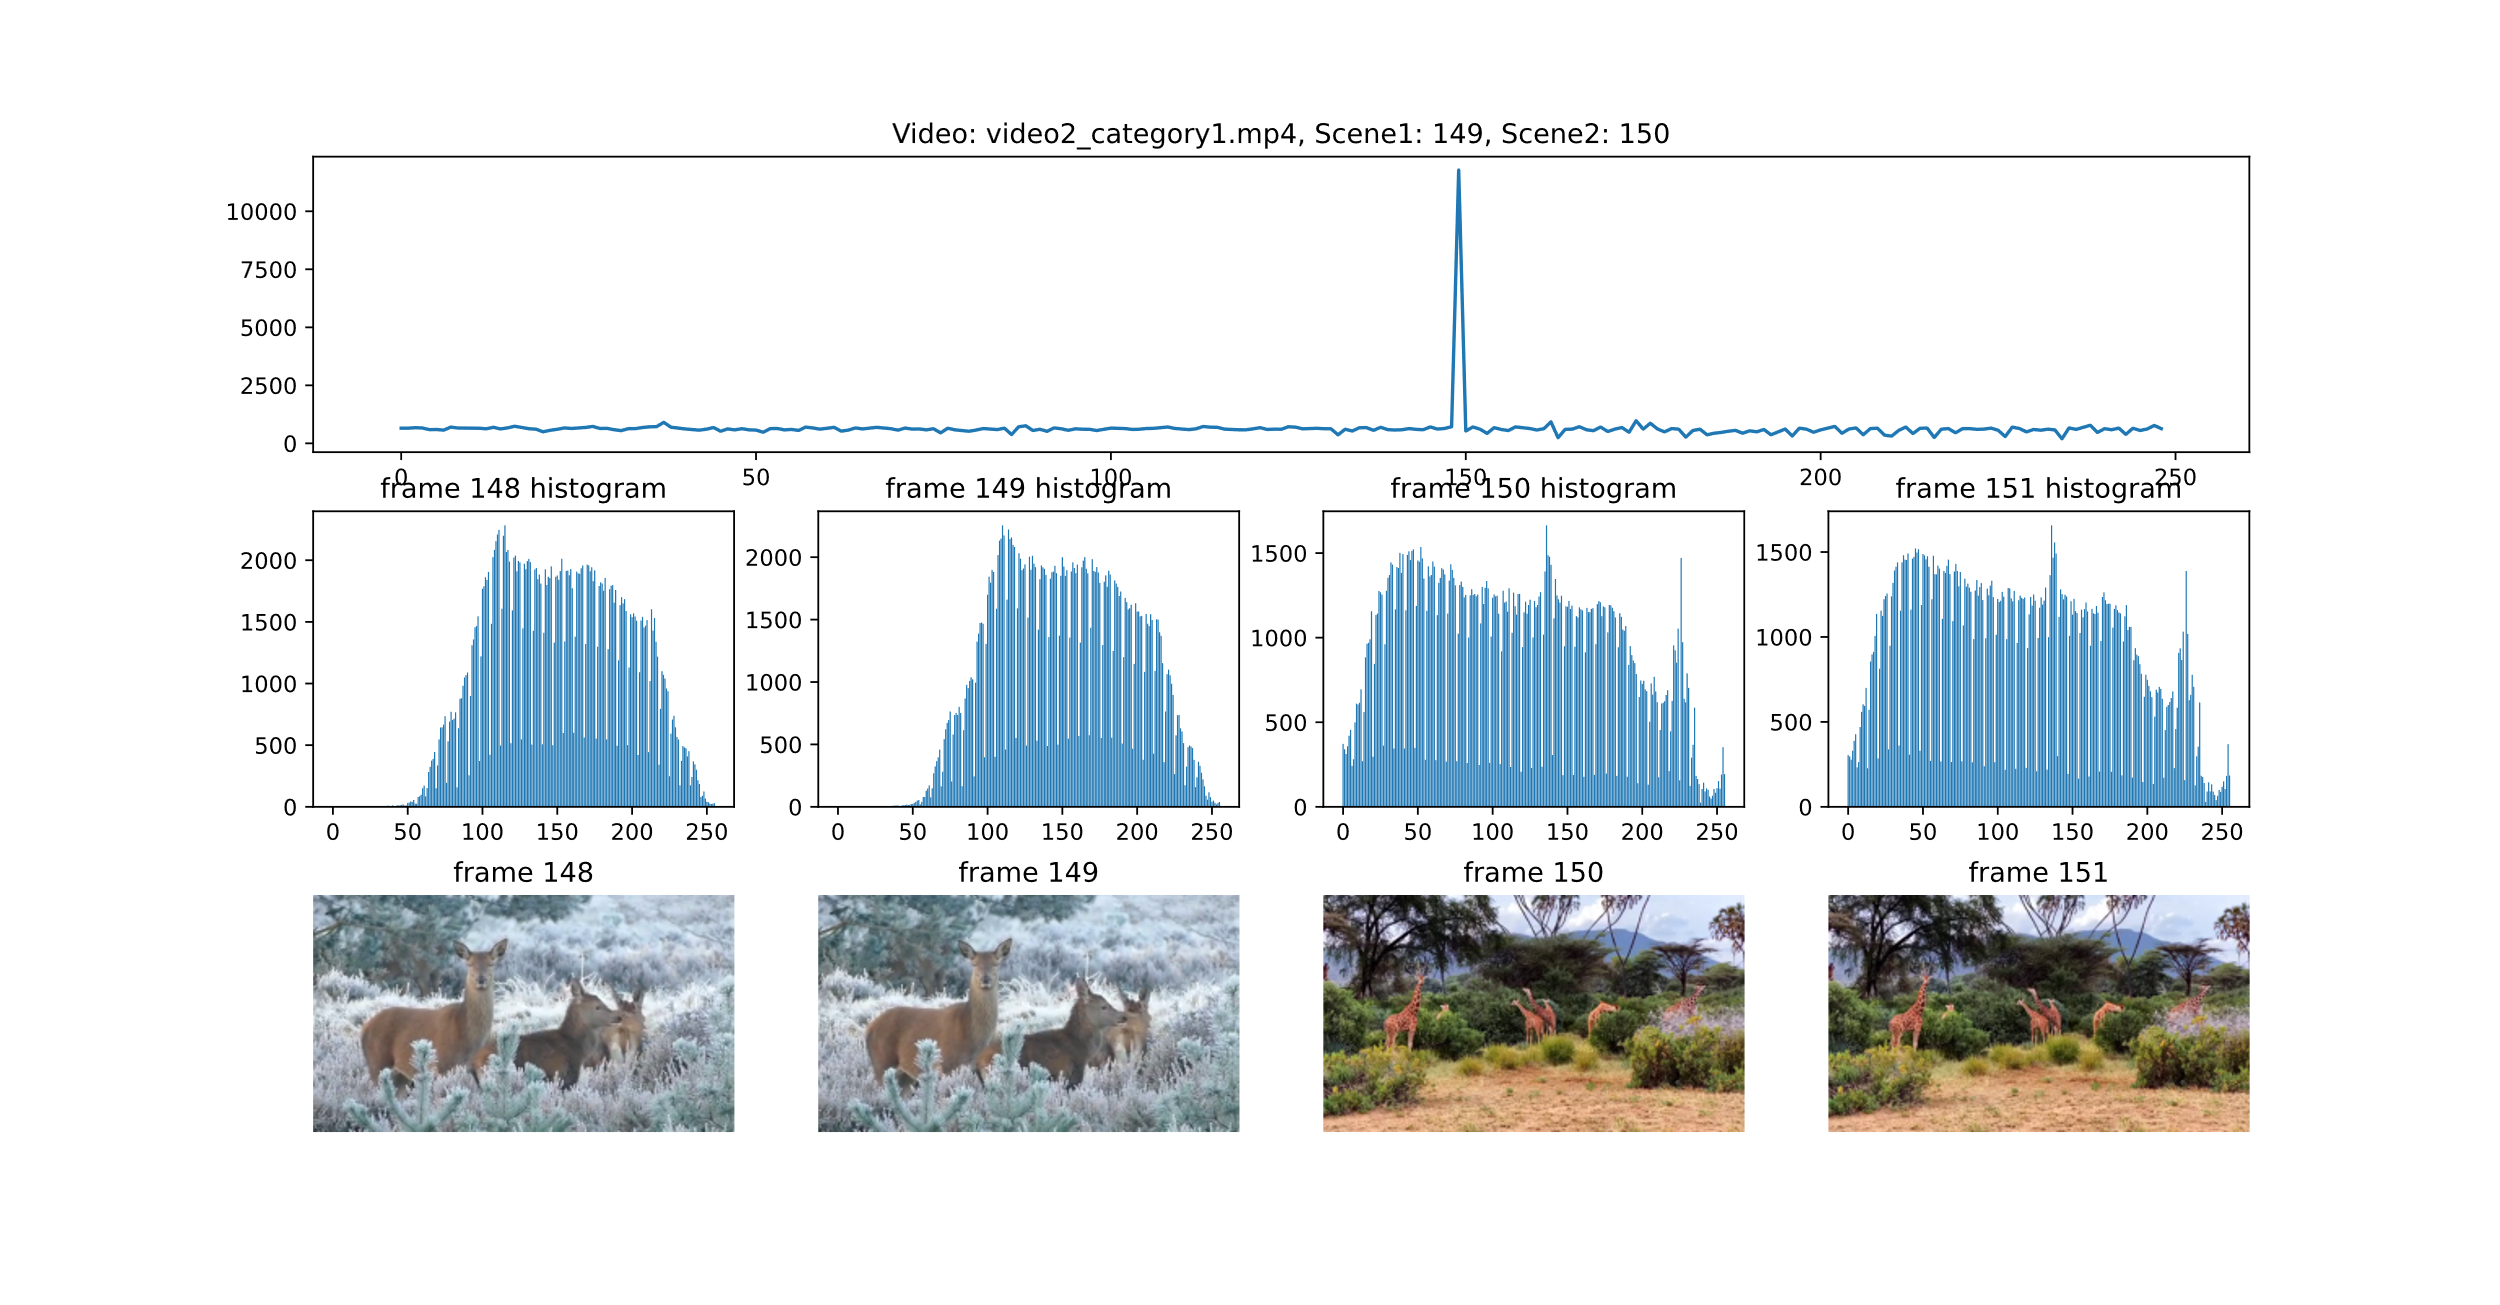 Video: video2_category1.mp4, Scene1: 149, Scene2: 150
10000
7500
5000
2500
0
0 50 100 150 200 250
frame 148 histogram frame 149 histogram frame 150 histogram frame 151 histogram
2000
1500
1000
500
0
0 50 100 150 200 250
2000
1500
1000
500
0
0 50 100 150 200 250
1500
1000
500
0
0 50 100 150 200 250
1500
1000
500
0
0 50 100 150 200 250
frame 148 frame 149 frame 150 frame 151